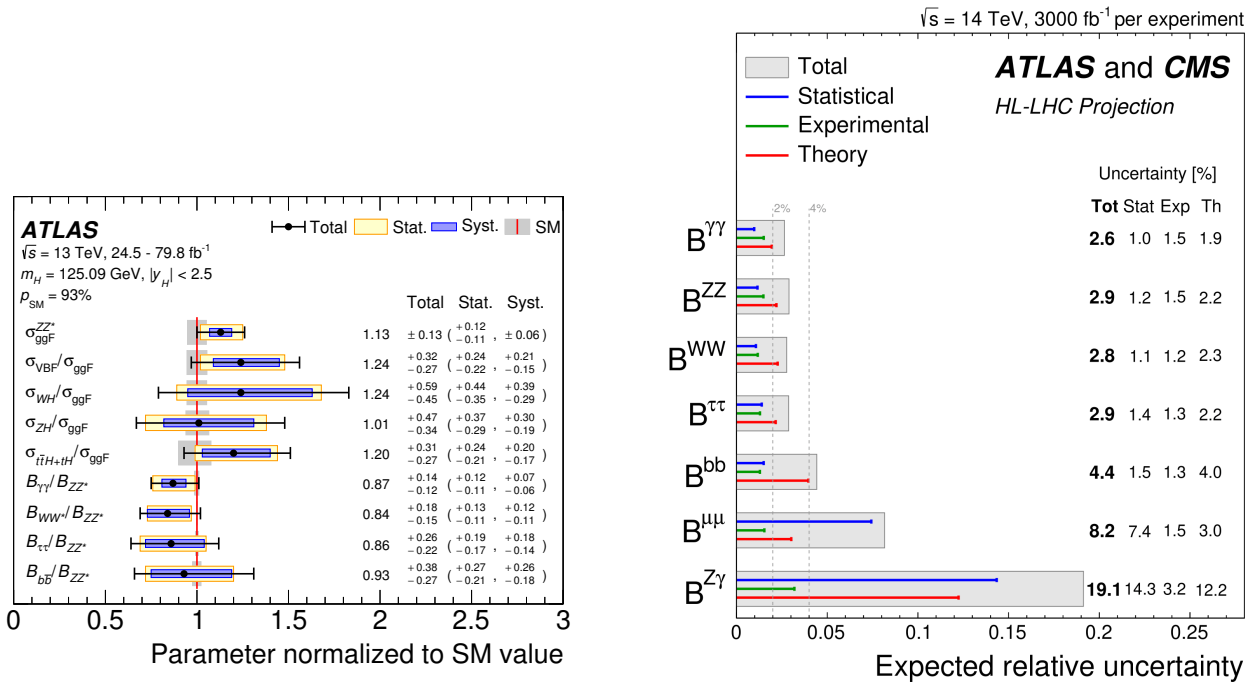 ATLAS
Total Stat. Syst. SM
√s = 13 TeV, 24.5 - 79.8 fb⁻¹
m_H = 125.09 GeV, |y_H| < 2.5
p_SM = 93%
Total Stat. Syst.
σ_ggF^ZZ* 1.13 ± 0.13 ( +0.12 −0.11 , ± 0.06 )
σ_VBF/σ_ggF 1.24 +0.32 −0.27 ( +0.24 −0.22 , +0.21 −0.15 )
σ_WH/σ_ggF 1.24 +0.59 −0.45 ( +0.44 −0.35 , +0.39 −0.29 )
σ_ZH/σ_ggF 1.01 +0.47 −0.34 ( +0.37 −0.29 , +0.30 −0.19 )
σ_tt̄H+tH/σ_ggF 1.20 +0.31 −0.27 ( +0.24 −0.21 , +0.20 −0.17 )
B_γγ/B_ZZ* 0.87 +0.14 −0.12 ( +0.12 −0.11 , +0.07 −0.06 )
B_WW*/B_ZZ* 0.84 +0.18 −0.15 ( +0.13 −0.11 , +0.12 −0.11 )
B_ττ/B_ZZ* 0.86 +0.26 −0.22 ( +0.19 −0.17 , +0.18 −0.14 )
B_bb̄/B_ZZ* 0.93 +0.38 −0.27 ( +0.27 −0.21 , +0.26 −0.18 )
0 0.5 1 1.5 2 2.5 3
Parameter normalized to SM value
√s = 14 TeV, 3000 fb⁻¹ per experiment
Total
Statistical
Experimental
Theory
ATLAS and CMS
HL-LHC Projection
Uncertainty [%]
2% 4% Tot Stat Exp Th
B^γγ 2.6 1.0 1.5 1.9
B^ZZ 2.9 1.2 1.5 2.2
B^WW 2.8 1.1 1.2 2.3
B^ττ 2.9 1.4 1.3 2.2
B^bb 4.4 1.5 1.3 4.0
B^μμ 8.2 7.4 1.5 3.0
B^Zγ 19.1 14.3 3.2 12.2
0 0.05 0.1 0.15 0.2 0.25
Expected relative uncertainty